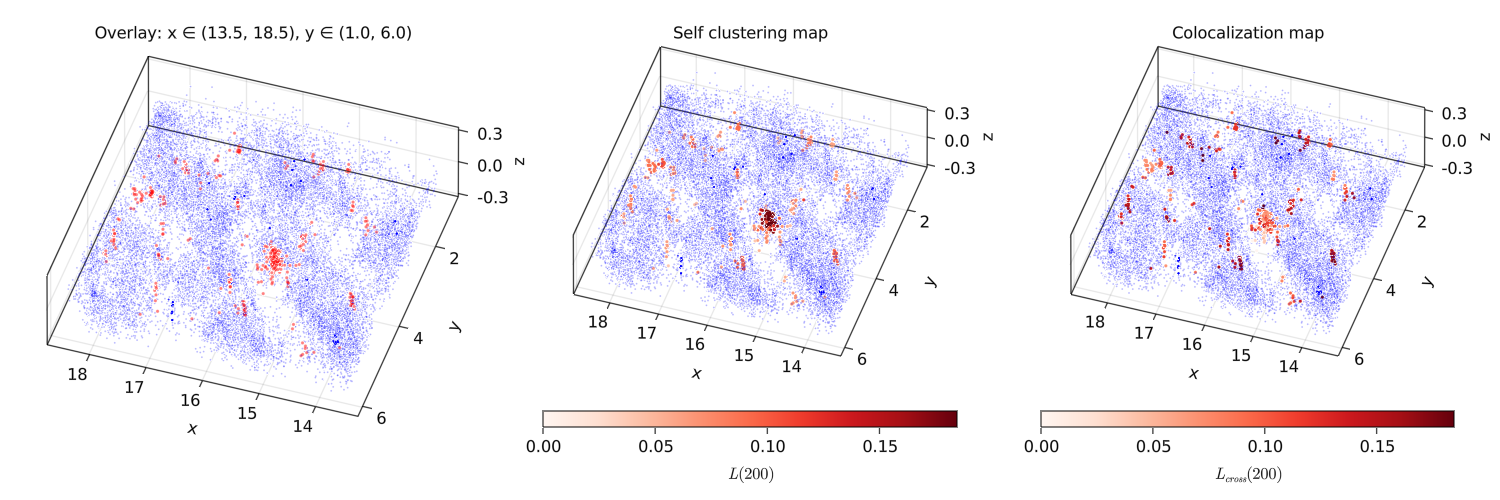 Overlay: x ∈ (13.5, 18.5), y ∈ (1.0, 6.0)
0.3
0.0
-0.3
z
2
4
6
y
18
17
16
15
14
x
Self clustering map
0.3
0.0
-0.3
z
2
4
6
y
18
17
16
15
14
x
0.00 0.05 0.10 0.15
L(200)
Colocalization map
0.3
0.0
-0.3
z
2
4
6
y
18
17
16
15
14
x
0.00 0.05 0.10 0.15
L_cross(200)